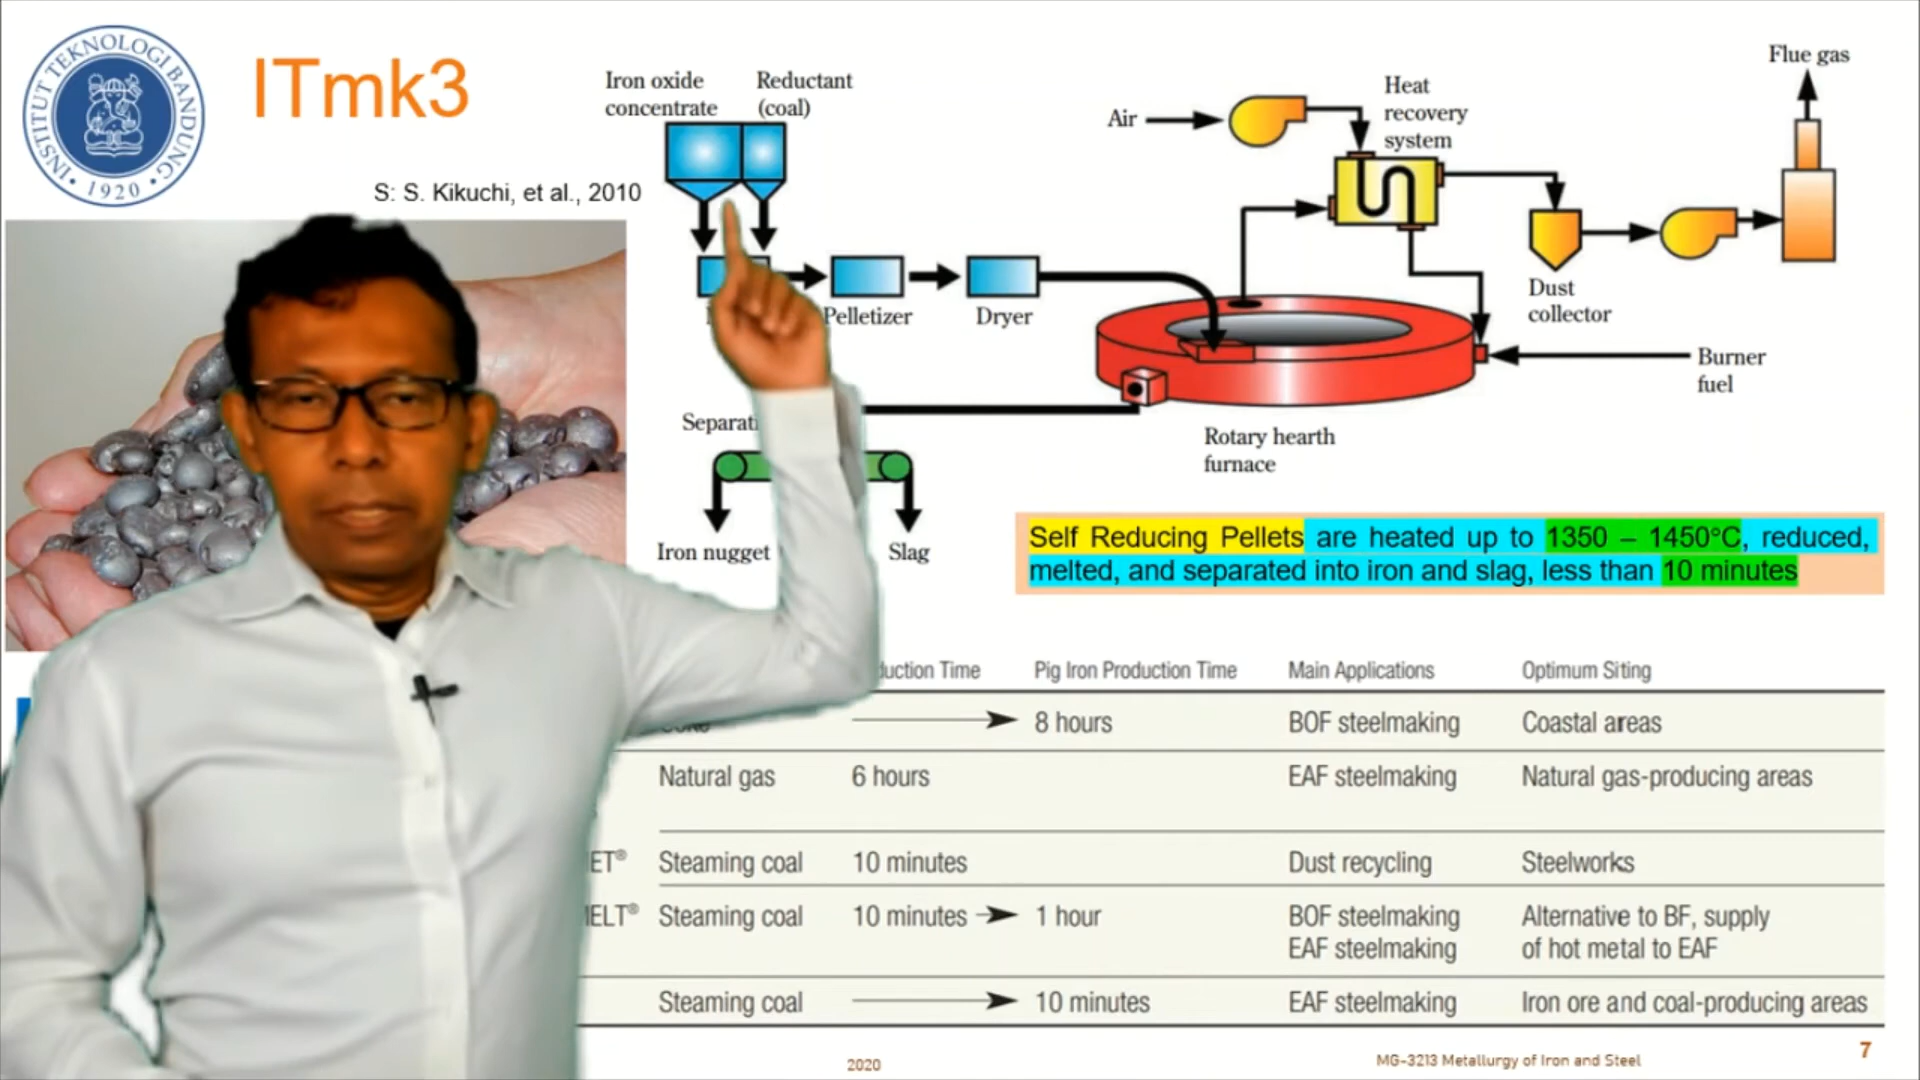 INSTITUT TEKNOLOGI BANDUNG
1920
ITmk3
S: S. Kikuchi, et al., 2010
Iron oxide
concentrate
Reductant
(coal)
Pelletizer
Dryer
Air
Heat
recovery
system
Flue gas
Dust
collector
Burner
fuel
Rotary hearth
furnace
Iron nugget
Slag
Self Reducing Pellets are heated up to 1350 – 1450°C, reduced,
melted, and separated into iron and slag, less than 10 minutes
Time Pig Iron Production Time Main Applications Optimum Siting
8 hours BOF steelmaking Coastal areas
Natural gas 6 hours EAF steelmaking Natural gas-producing areas
Steaming coal 10 minutes Dust recycling Steelworks
Steaming coal 10 minutes 1 hour BOF steelmaking Alternative to BF, supply
EAF steelmaking of hot metal to EAF
Steaming coal 10 minutes EAF steelmaking Iron ore and coal-producing areas
2020
MG-3213 Metallurgy of Iron and Steel
7